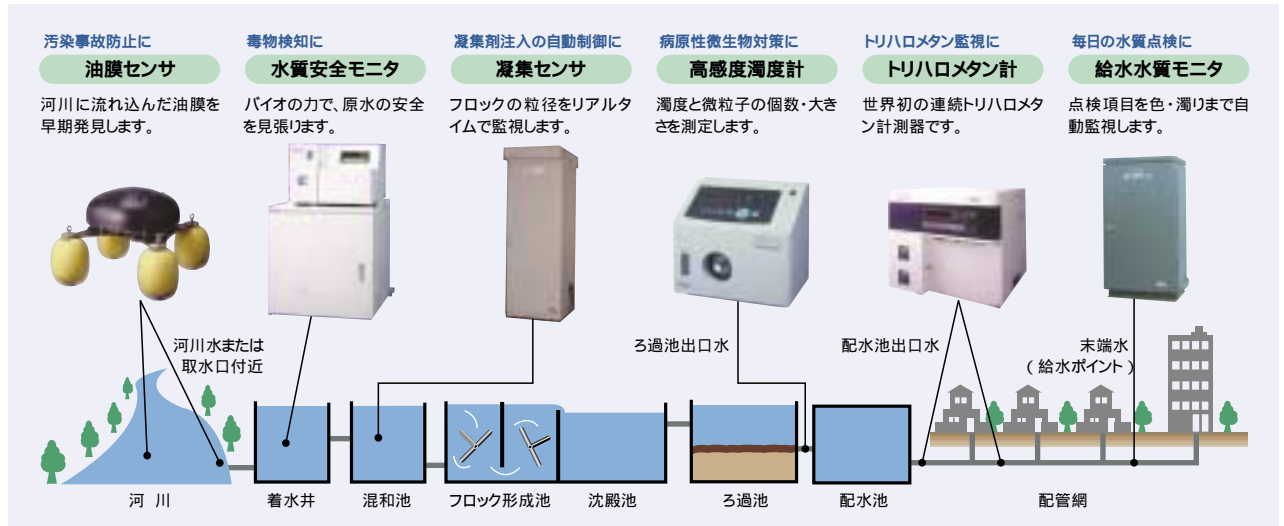 汚染事故防止に
油膜センサ
河川に流れ込んだ油膜を
早期発見します。
毒物検知に
水質安全モニタ
バイオの力で、原水の安全
を見張ります。
凝集剤注入の自動制御に
凝集センサ
フロックの粒径をリアルタ
イムで監視します。
病原性微生物対策に
高感度濁度計
濁度と微粒子の個数・大き
さを測定します。
トリハロメタン監視に
トリハロメタン計
世界初の連続トリハロメタ
ン計測器です。
毎日の水質点検に
給水水質モニタ
点検項目を色・濁りまで自
動監視します。
河川水または
取水口付近
ろ過池出口水
配水池出口水
末端水
(給水ポイント)
河 川
着水井
混和池
フロック形成池
沈殿池
ろ過池
配水池
配管網